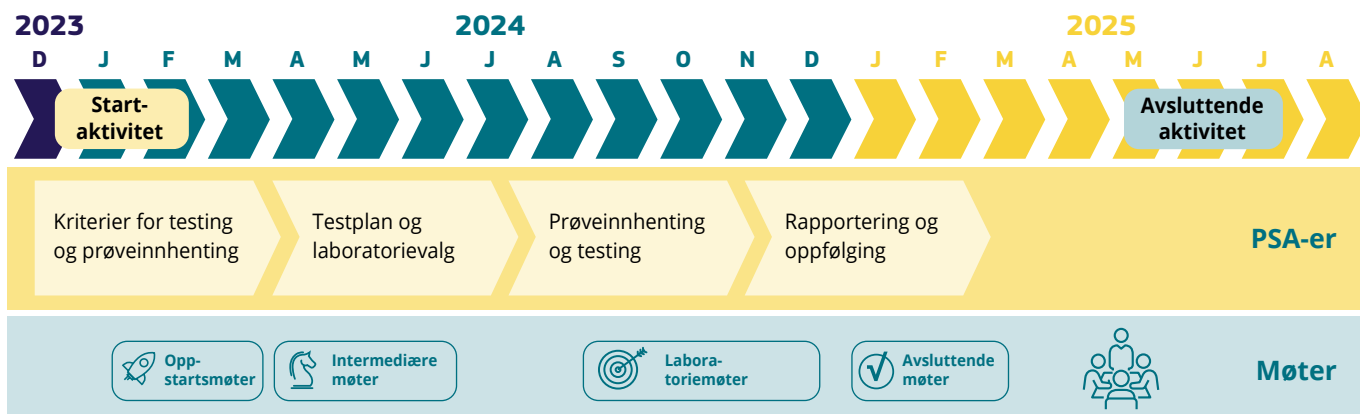 2023 2024 2025
D J F M A M J J A S O N D J F M A M J J A
Start-
aktivitet
Avsluttende
aktivitet
Kriterier for testing
og prøveinnhenting
Testplan og
laboratorievalg
Prøveinnhenting
og testing
Rapportering og
oppfølging
PSA-er
Opp-
startsmøter
Intermediære
møter
Labora-
toriemøter
Avsluttende
møter
Møter